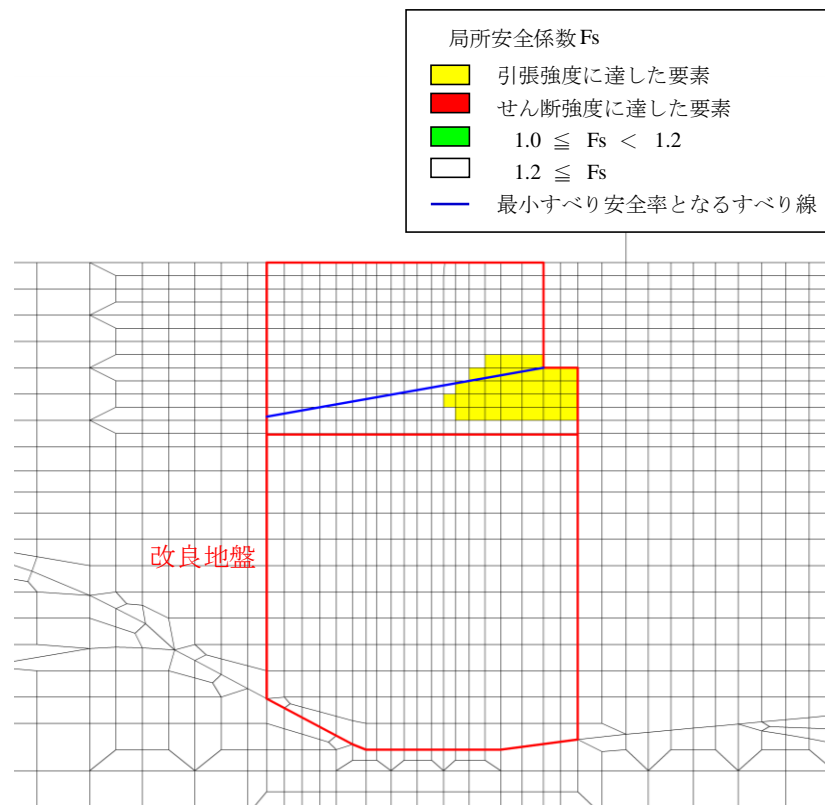 局所安全係数 Fs
引張強度に達した要素
せん断強度に達した要素
1.0 ≦ Fs < 1.2
1.2 ≦ Fs
最小すべり安全率となるすべり線
改良地盤